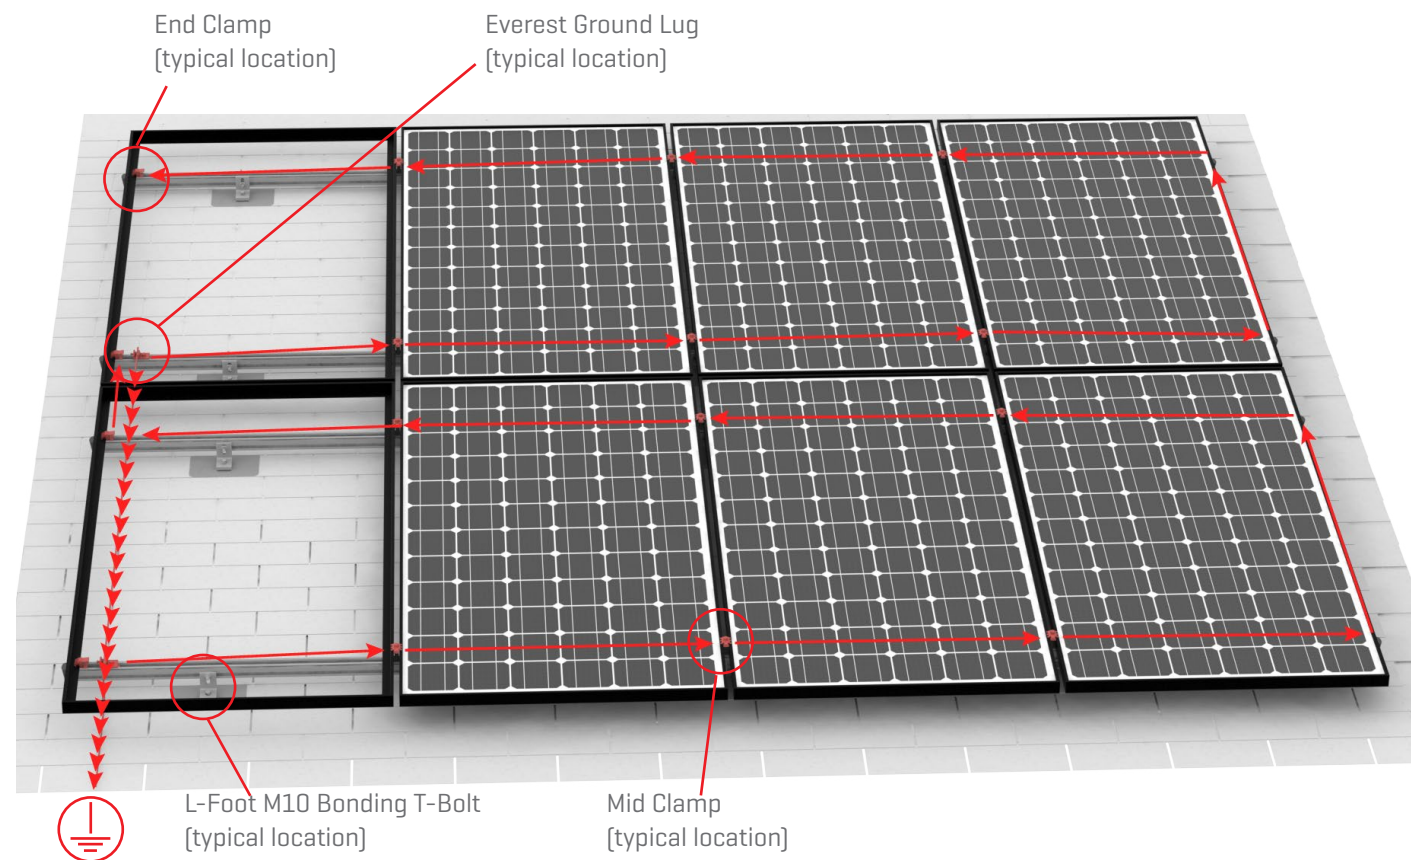 End Clamp
(typical location)
Everest Ground Lug
(typical location)
L-Foot M10 Bonding T-Bolt
(typical location)
Mid Clamp
(typical location)